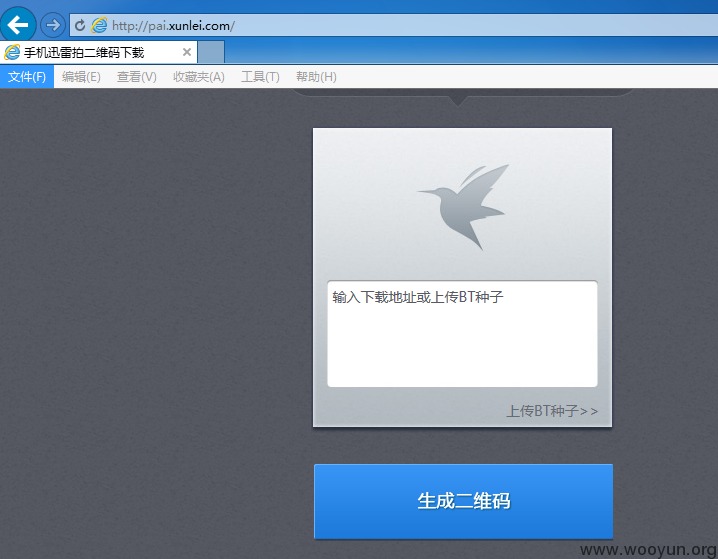 http://pai.xunlei.com/
手机迅雷拍二维码下载
文件(F) 编辑(E) 查看(V) 收藏夹(A) 工具(T) 帮助(H)
输入下载地址或上传BT种子
上传BT种子>>
生成二维码
www.wooyun.org